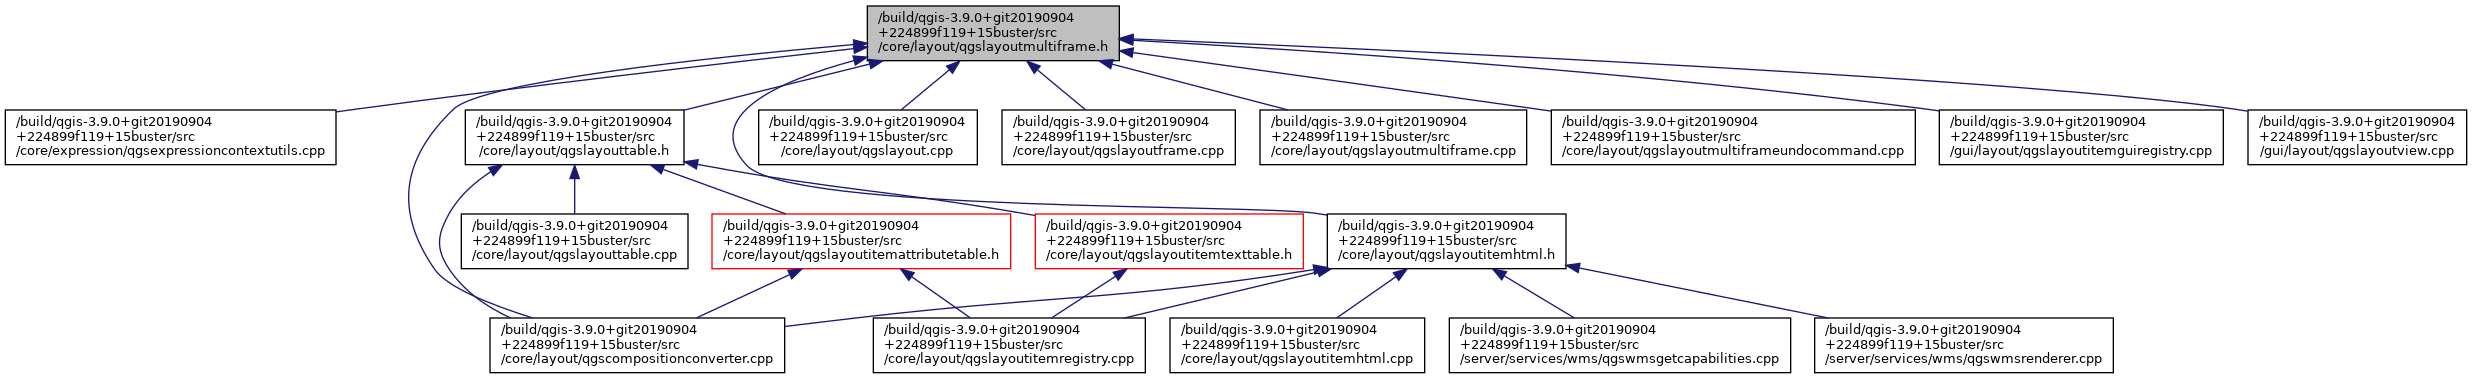 /build/qgis-3.9.0+git20190904
+224899f119+15buster/src
/core/layout/qgslayoutmultiframe.h
/build/qgis-3.9.0+git20190904
+224899f119+15buster/src
/core/expression/qgsexpressioncontextutils.cpp
/build/qgis-3.9.0+git20190904
+224899f119+15buster/src
/core/layout/qgslayouttable.h
/build/qgis-3.9.0+git20190904
+224899f119+15buster/src
/core/layout/qgslayout.cpp
/build/qgis-3.9.0+git20190904
+224899f119+15buster/src
/core/layout/qgslayoutframe.cpp
/build/qgis-3.9.0+git20190904
+224899f119+15buster/src
/core/layout/qgslayoutmultiframe.cpp
/build/qgis-3.9.0+git20190904
+224899f119+15buster/src
/core/layout/qgslayoutmultiframeundocommand.cpp
/build/qgis-3.9.0+git20190904
+224899f119+15buster/src
/gui/layout/qgslayoutitemguiregistry.cpp
/build/qgis-3.9.0+git20190904
+224899f119+15buster/src
/gui/layout/qgslayoutview.cpp
/build/qgis-3.9.0+git20190904
+224899f119+15buster/src
/core/layout/qgslayouttable.cpp
/build/qgis-3.9.0+git20190904
+224899f119+15buster/src
/core/layout/qgslayoutitemattributetable.h
/build/qgis-3.9.0+git20190904
+224899f119+15buster/src
/core/layout/qgslayoutitemtexttable.h
/build/qgis-3.9.0+git20190904
+224899f119+15buster/src
/core/layout/qgslayoutitemhtml.h
/build/qgis-3.9.0+git20190904
+224899f119+15buster/src
/core/layout/qgscompositionconverter.cpp
/build/qgis-3.9.0+git20190904
+224899f119+15buster/src
/core/layout/qgslayoutitemregistry.cpp
/build/qgis-3.9.0+git20190904
+224899f119+15buster/src
/core/layout/qgslayoutitemhtml.cpp
/build/qgis-3.9.0+git20190904
+224899f119+15buster/src
/server/services/wms/qgswmsgetcapabilities.cpp
/build/qgis-3.9.0+git20190904
+224899f119+15buster/src
/server/services/wms/qgswmsrenderer.cpp